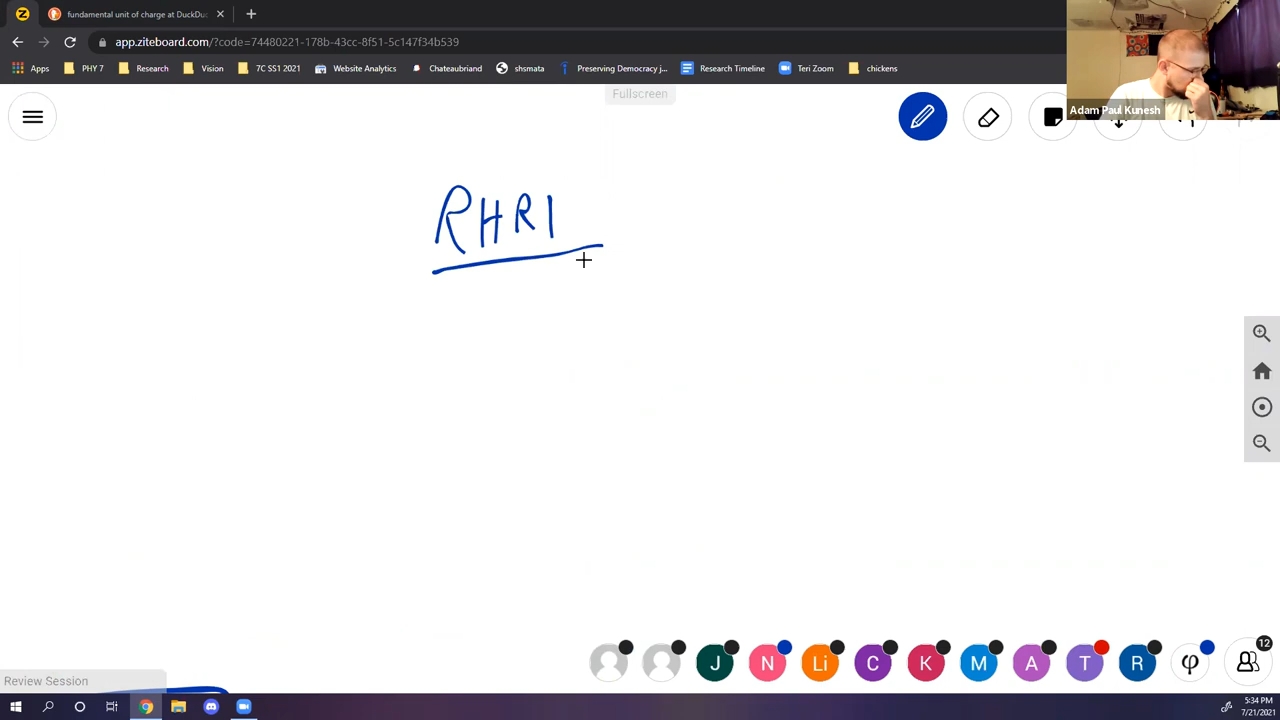 fundamental unit of charge at DuckDu
app.ziteboard.com/?code=74480221-178b-43cc-8f51-5c147f34b539
Apps PHY 7 Research Vision 7C SS1 2021 Website Analytics Chatead shsmata Preserving Democracy j... Research Timeline Teri Zoom chickens
Fullscreen
Adam Paul Kunesh
RHR1
12
J N Li C K M A T R φ
Review Session
5:34 PM
7/21/2021